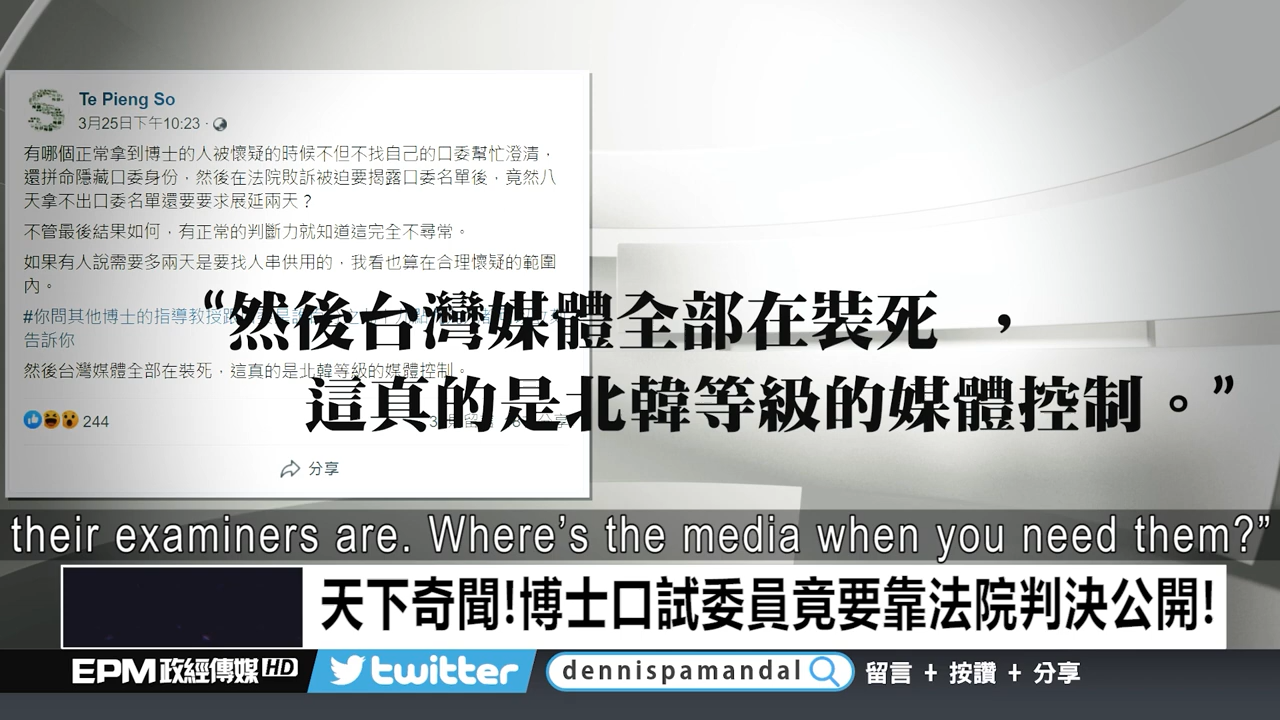 Te Pieng So
3月25日下午10:23 ·
有哪個正常拿到博士的人被懷疑的時候不但不找自己的口委幫忙澄清，
還拼命隱藏口委身份，然後在法院敗訴被迫要揭露口委名單後，竟然八
天拿不出口委名單還要要求展延兩天？
不管最後結果如何，有正常的判斷力就知道這完全不尋常。
如果有人說需要多兩天是要找人串供用的，我看也算在合理懷疑的範圍
內。
#你問其他博士的指導教授
告訴你
然後台灣媒體全部在裝死，這真的是北韓等級的媒體控制。
“然後台灣媒體全部在裝死 ，
這真的是北韓等級的媒體控制。”
244
分享
their examiners are. Where’s the media when you need them?”
天下奇聞!博士口試委員竟要靠法院判決公開!
EPM政經傳媒HD twitter dennispamandal 留言 + 按讚 + 分享